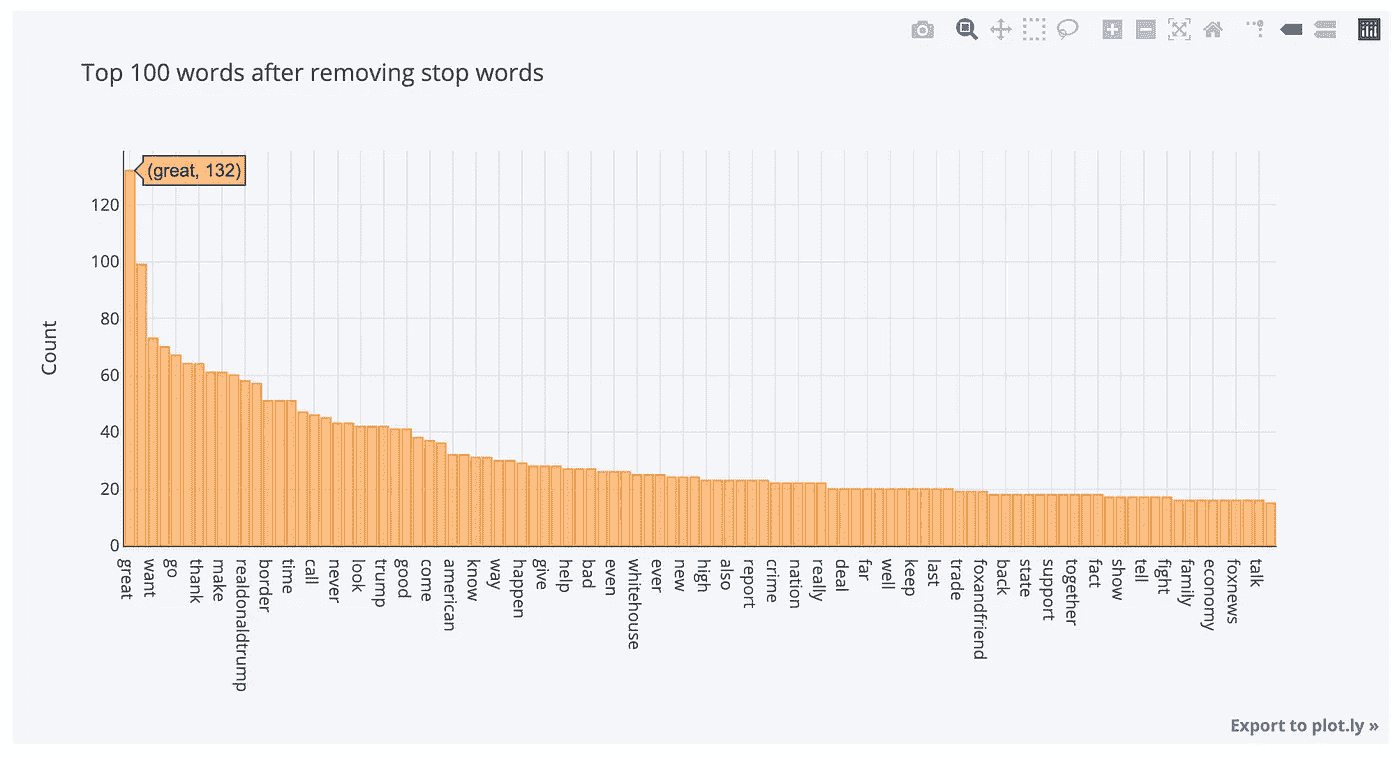 Top 100 words after removing stop words
(great, 132)
Count
120
100
80
60
40
20
0
great
want
go
thank
make
realdonaldtrump
border
time
call
never
look
trump
good
come
american
know
way
happen
give
help
bad
even
whitehouse
ever
new
high
also
report
crime
nation
really
deal
far
well
keep
last
trade
foxandfriend
back
state
support
together
fact
show
tell
fight
family
economy
foxnews
talk
Export to plot.ly »